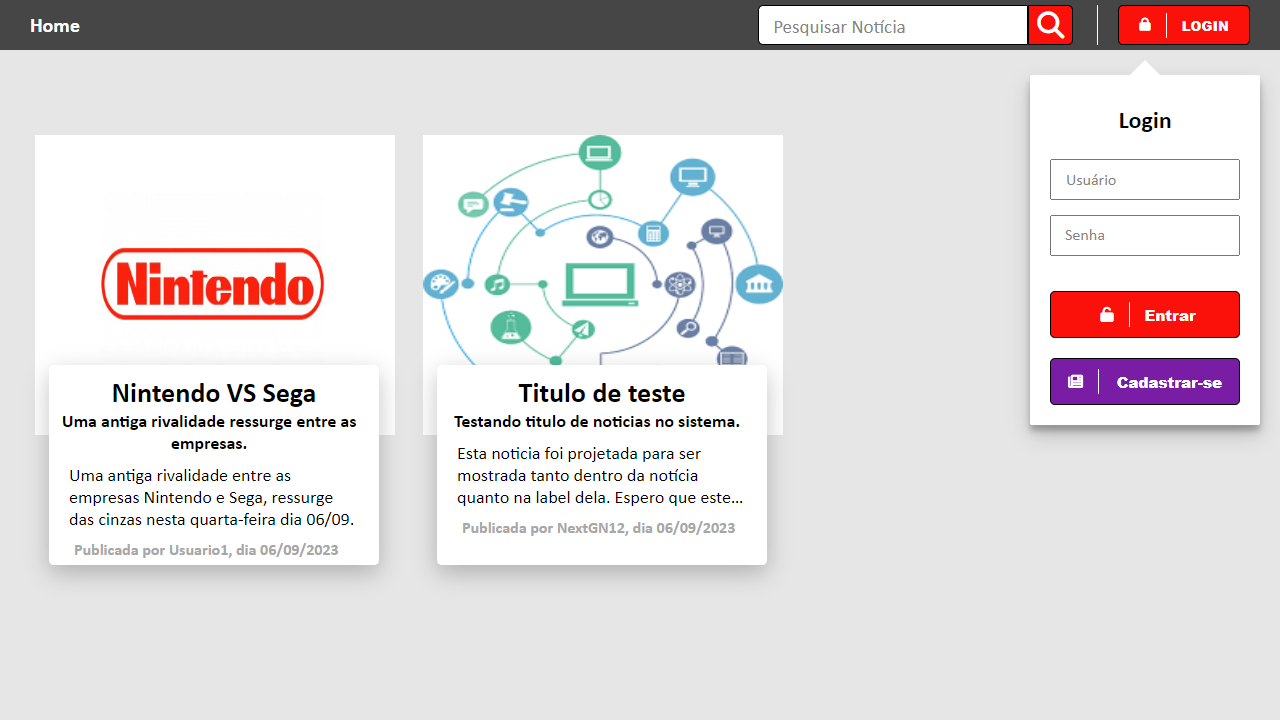 Home
Pesquisar Notícia
LOGIN
Login
Usuário
Senha
Entrar
Cadastrar-se
Nintendo
Nintendo VS Sega
Uma antiga rivalidade ressurge entre as
empresas.
Uma antiga rivalidade entre as
empresas Nintendo e Sega, ressurge
das cinzas nesta quarta-feira dia 06/09.
Publicada por Usuario1, dia 06/09/2023
Titulo de teste
Testando titulo de noticias no sistema.
Esta noticia foi projetada para ser
mostrada tanto dentro da notícia
quanto na label dela. Espero que este...
Publicada por NextGN12, dia 06/09/2023